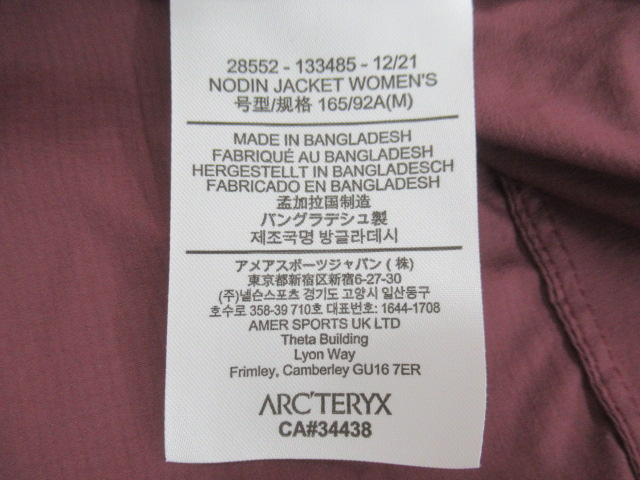 28552 - 133485 - 12/21
NODIN JACKET WOMEN'S
号型/规格 165/92A(M)
MADE IN BANGLADESH
FABRIQUÉ AU BANGLADESH
HERGESTELLT IN BANGLADESCH
FABRICADO EN BANGLADESH
孟加拉国制造
バングラデシュ製
제조국명 방글라데시
アメアスポーツジャパン (株)
東京都新宿区新宿6-27-30
(주)넬슨스포츠 경기도 고양시 일산동구
호수로 358-39 710호 대표번호: 1644-1708
AMER SPORTS UK LTD
Theta Building
Lyon Way
Frimley, Camberley GU16 7ER
ARC'TERYX
CA#34438